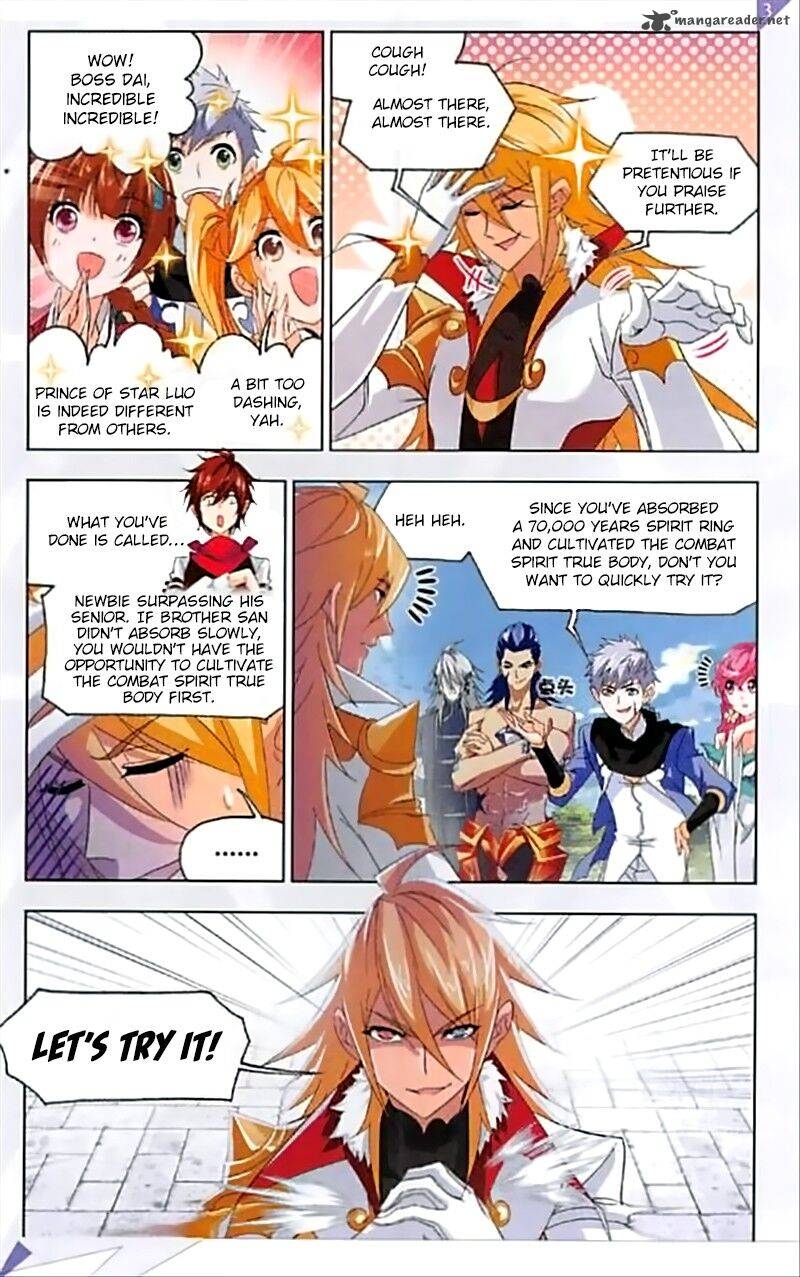 3
mangareader.net
WOW!
BOSS DAI,
INCREDIBLE
INCREDIBLE!
COUGH
COUGH!
ALMOST THERE,
ALMOST THERE.
IT'LL BE
PRETENTIOUS IF
YOU PRAISE
FURTHER.
PRINCE OF STAR LUO
IS INDEED DIFFERENT
FROM OTHERS.
A BIT TOO
DASHING,
YAH.
WHAT YOU'VE
DONE IS CALLED...
NEWBIE SURPASSING HIS
SENIOR. IF BROTHER SAN
DIDN'T ABSORB SLOWLY,
YOU WOULDN'T HAVE THE
OPPORTUNITY TO CULTIVATE
THE COMBAT SPIRIT TRUE
BODY FIRST.
......
HEH HEH.
SINCE YOU'VE ABSORBED
A 70,000 YEARS SPIRIT RING
AND CULTIVATED THE COMBAT
SPIRIT TRUE BODY, DON'T YOU
WANT TO QUICKLY TRY IT?
点头
LET'S TRY IT!